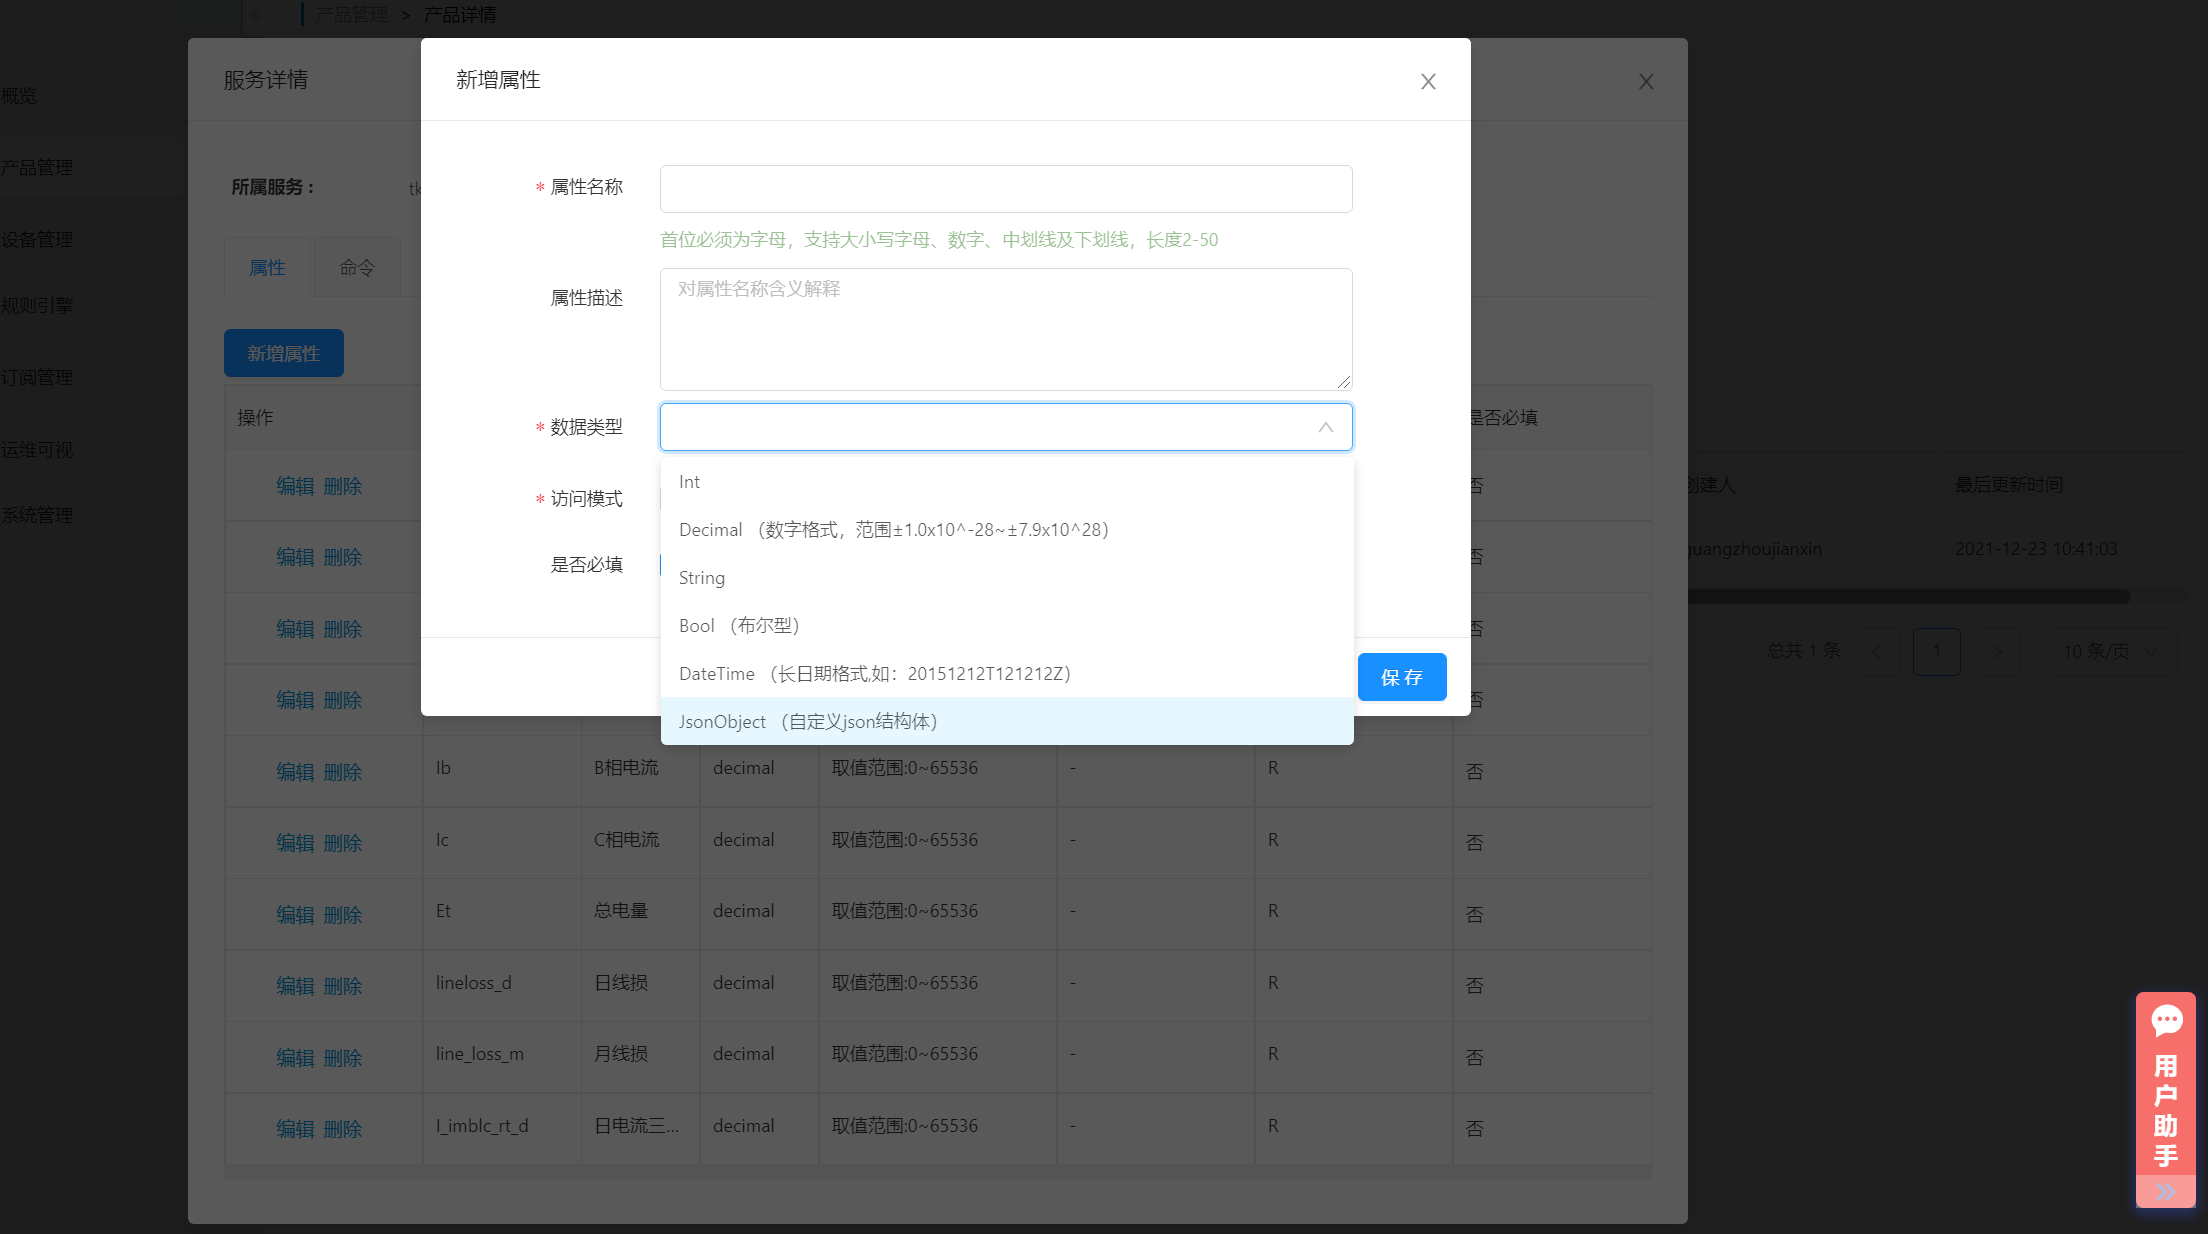 产品管理 > 产品详情
概览
产品管理
设备管理
规则引擎
订阅管理
运维可视
系统管理
服务详情
所属服务：
属性 命令
新增属性
操作 是否必填
编辑 删除 否
编辑 删除 否
编辑 删除 否
编辑 删除 否
编辑 删除 Ib B相电流 decimal 取值范围:0~65536 - R 否
编辑 删除 Ic C相电流 decimal 取值范围:0~65536 - R 否
编辑 删除 Et 总电量 decimal 取值范围:0~65536 - R 否
编辑 删除 lineloss_d 日线损 decimal 取值范围:0~65536 - R 否
编辑 删除 line_loss_m 月线损 decimal 取值范围:0~65536 - R 否
编辑 删除 I_imblc_rt_d 日电流三... decimal 取值范围:0~65536 - R 否
新增属性
* 属性名称
首位必须为字母，支持大小写字母、数字、中划线及下划线，长度2-50
属性描述 对属性名称含义解释
* 数据类型
Int
Decimal （数字格式，范围±1.0x10^-28~±7.9x10^28）
String
Bool （布尔型）
DateTime （长日期格式,如：20151212T121212Z）
JsonObject （自定义json结构体）
* 访问模式
是否必填
保 存
创建人 最后更新时间
guangzhoujianxin 2021-12-23 10:41:03
总共 1 条 < 1 > 10 条/页
用户助手